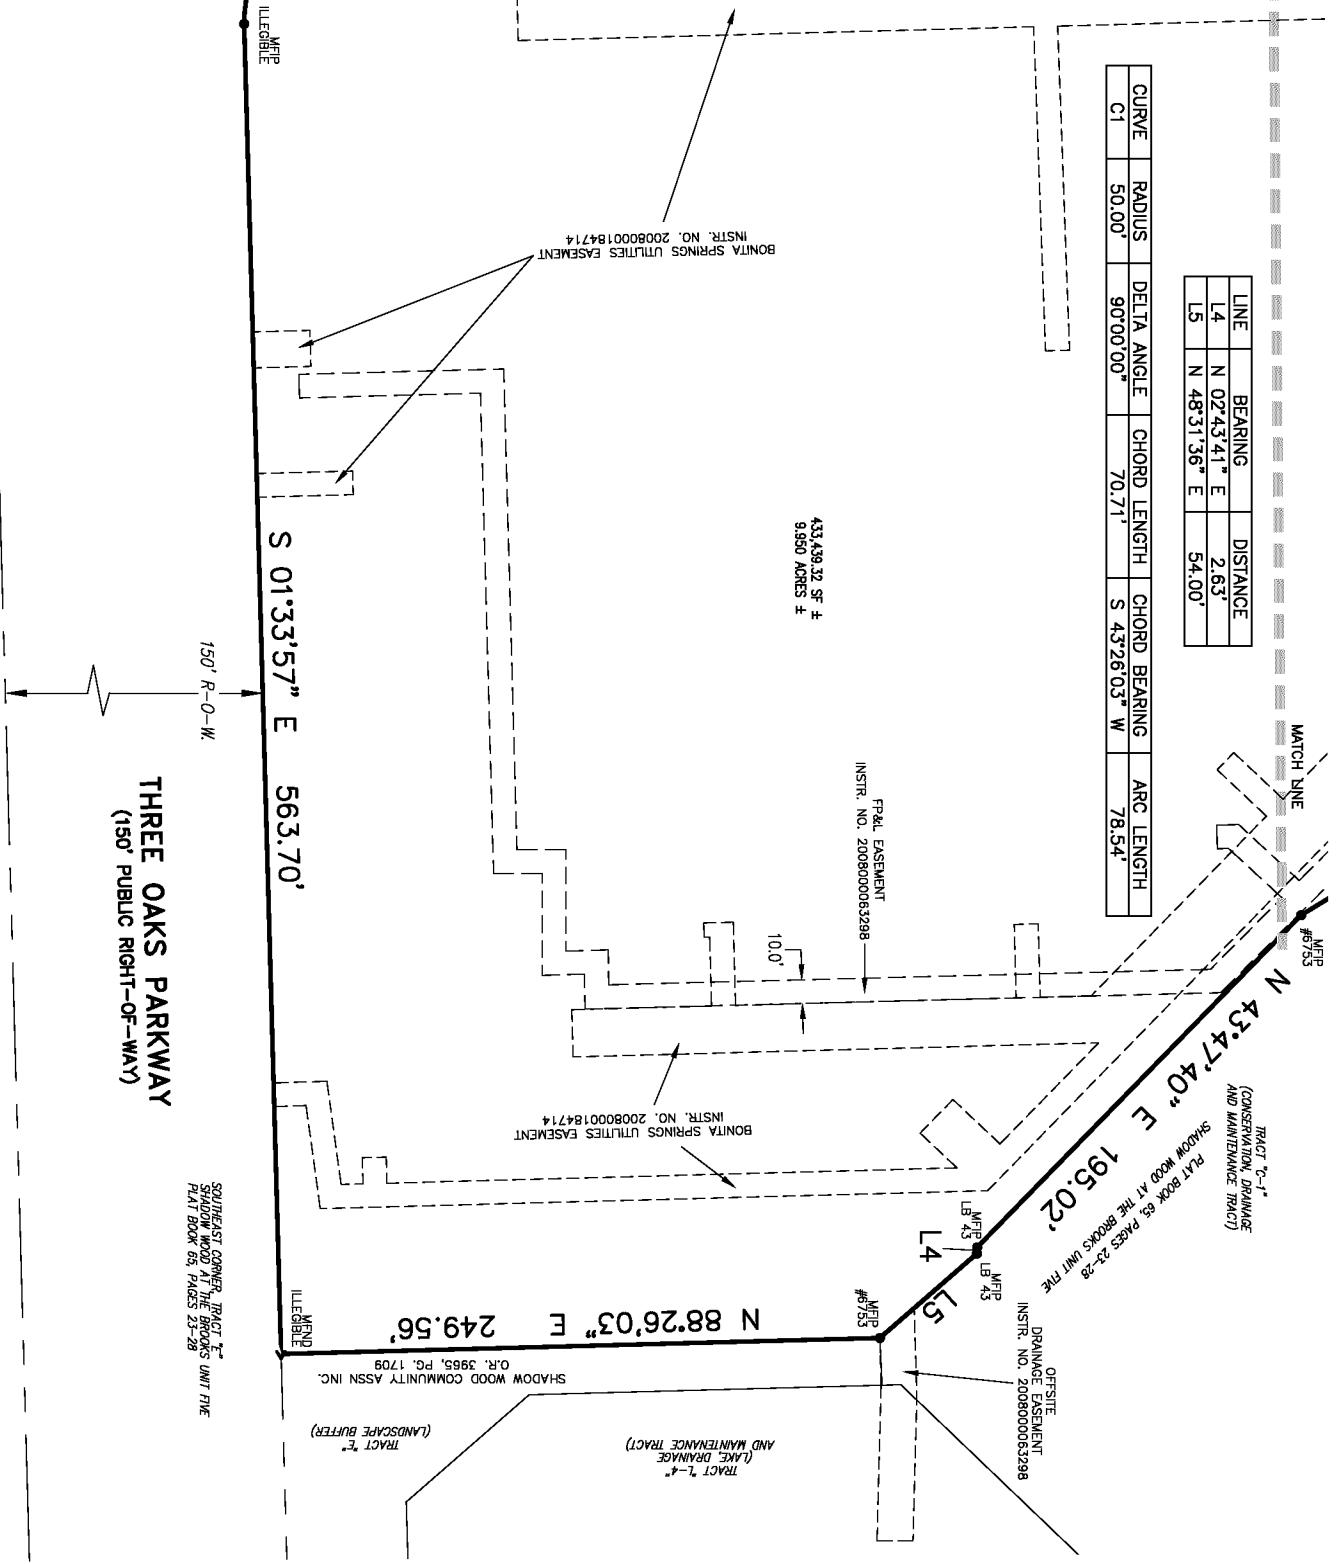 MFIP
ILLEGIBLE
BONITA SPRINGS UTILITIES EASEMENT
INSTR. NO. 2008000184714
CURVE RADIUS DELTA ANGLE CHORD LENGTH CHORD BEARING ARC LENGTH
C1 50.00' 90°00'00" 70.71' S 43°26'03" W 78.54'
LINE BEARING DISTANCE
L4 N 02°43'41" E 2.63'
L5 N 48°31'36" E 54.00'
433,439.32 SF ±
9.950 ACRES ±
MATCH LINE
MFIP
#6753
FP&L EASEMENT
INSTR. NO. 2008000063298
10.0'
N 43°47'40" E 195.02'
TRACT "C-1"
(CONSERVATION, DRAINAGE
AND MAINTENANCE TRACT)
SHADOW WOOD AT THE BROOKS UNIT FIVE
PLAT BOOK 65, PAGES 23-28
S 01°33'57" E 563.70'
150' R-O-W.
THREE OAKS PARKWAY
(150' PUBLIC RIGHT-OF-WAY)
BONITA SPRINGS UTILITIES EASEMENT
INSTR. NO. 2008000184714
MFIP
LB 43
L4
MFIP
LB 43
L5
MFIP
#6753
OFFSITE
DRAINAGE EASEMENT
INSTR. NO. 2008000063298
N 88°26'03" E 249.56'
SHADOW WOOD COMMUNITY ASSN INC.
O.R. 3965, PG. 1709
MFND
ILLEGIBLE
SOUTHEAST CORNER, TRACT "E"
SHADOW WOOD AT THE BROOKS UNIT FIVE
PLAT BOOK 65, PAGES 23-28
TRACT "E"
(LANDSCAPE BUFFER)
TRACT "L-4"
(LAKE, DRAINAGE
AND MAINTENANCE TRACT)